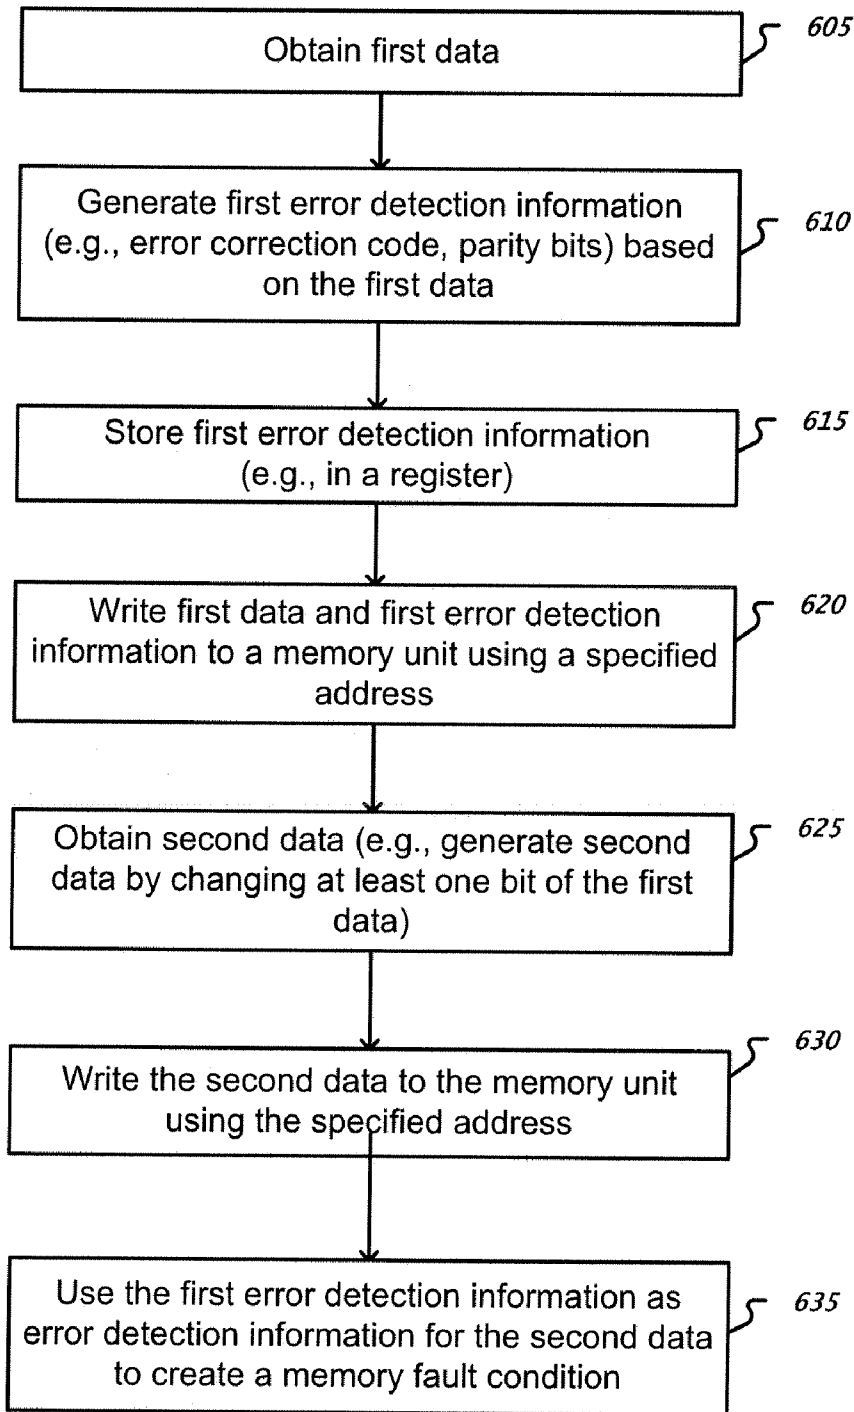 605
Obtain first data
Generate first error detection information
(e.g., error correction code, parity bits) based
on the first data
610
Store first error detection information
(e.g., in a register)
615
Write first data and first error detection
information to a memory unit using a specified
address
620
Obtain second data (e.g., generate second
data by changing at least one bit of the first
data)
625
Write the second data to the memory unit
using the specified address
630
Use the first error detection information as
error detection information for the second data
to create a memory fault condition
635